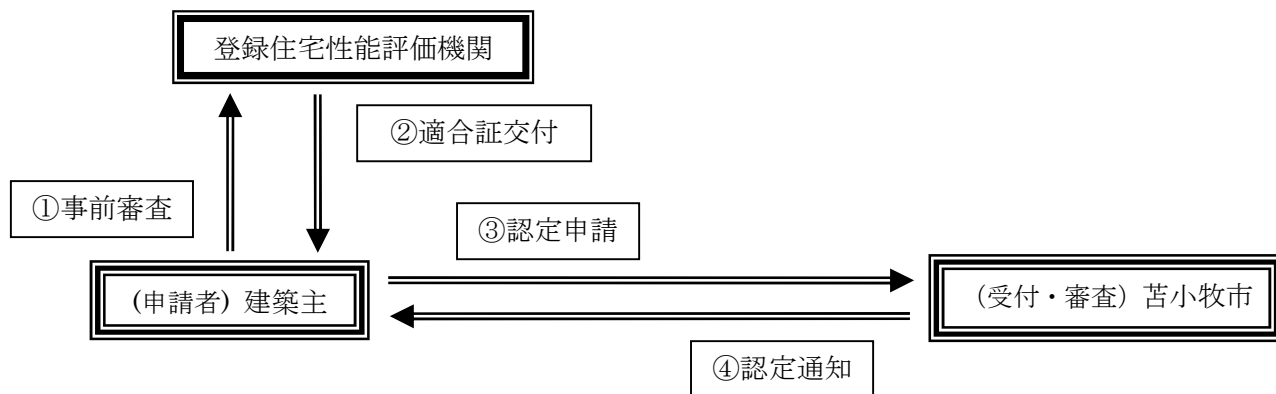 登録住宅性能評価機関
②適合証交付
①事前審査
③認定申請
(申請者) 建築主
（受付・審査）苫小牧市
④認定通知